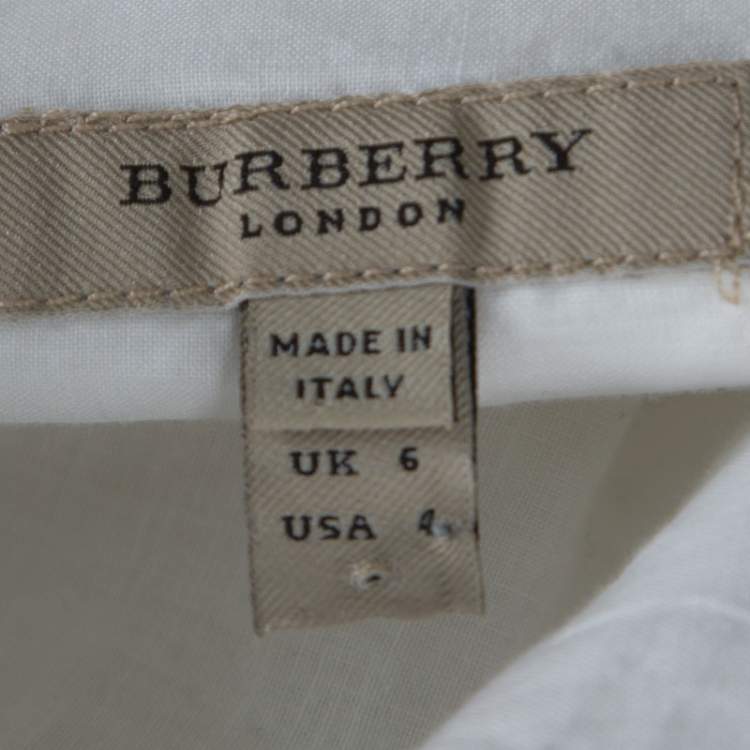 BURBERRY
LONDON
MADE IN
ITALY
UK 6
USA 4